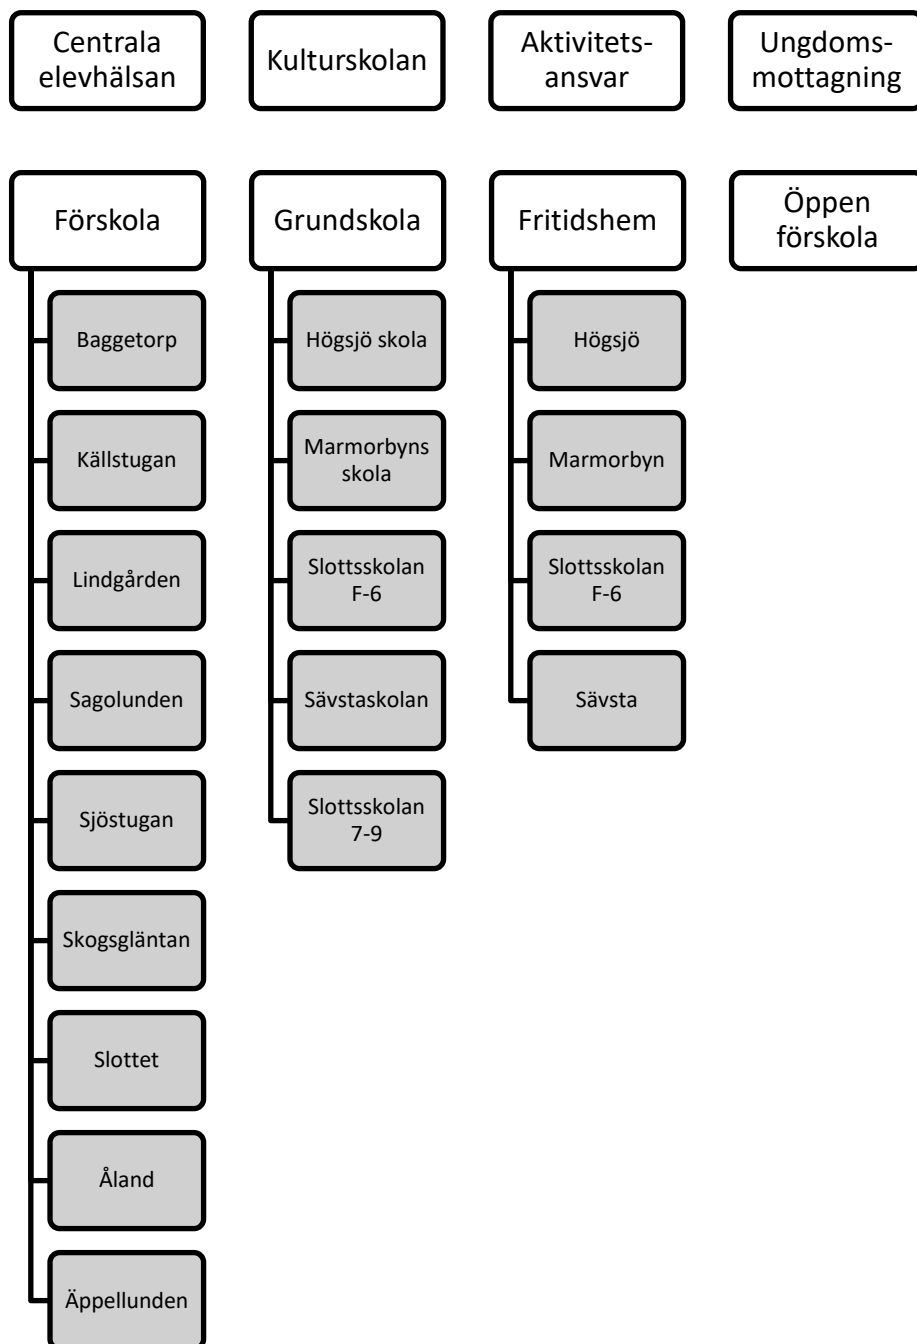 Centrala
elevhälsan
Kulturskolan
Aktivitets-
ansvar
Ungdoms-
mottagning
Förskola
Baggetorp
Källstugan
Lindgården
Sagolunden
Sjöstugan
Skogsgläntan
Slottet
Åland
Äppellunden
Grundskola
Högsjö skola
Marmorbyns
skola
Slottsskolan
F-6
Sävstaskolan
Slottsskolan
7-9
Fritidshem
Högsjö
Marmorbyn
Slottsskolan
F-6
Sävsta
Öppen
förskola